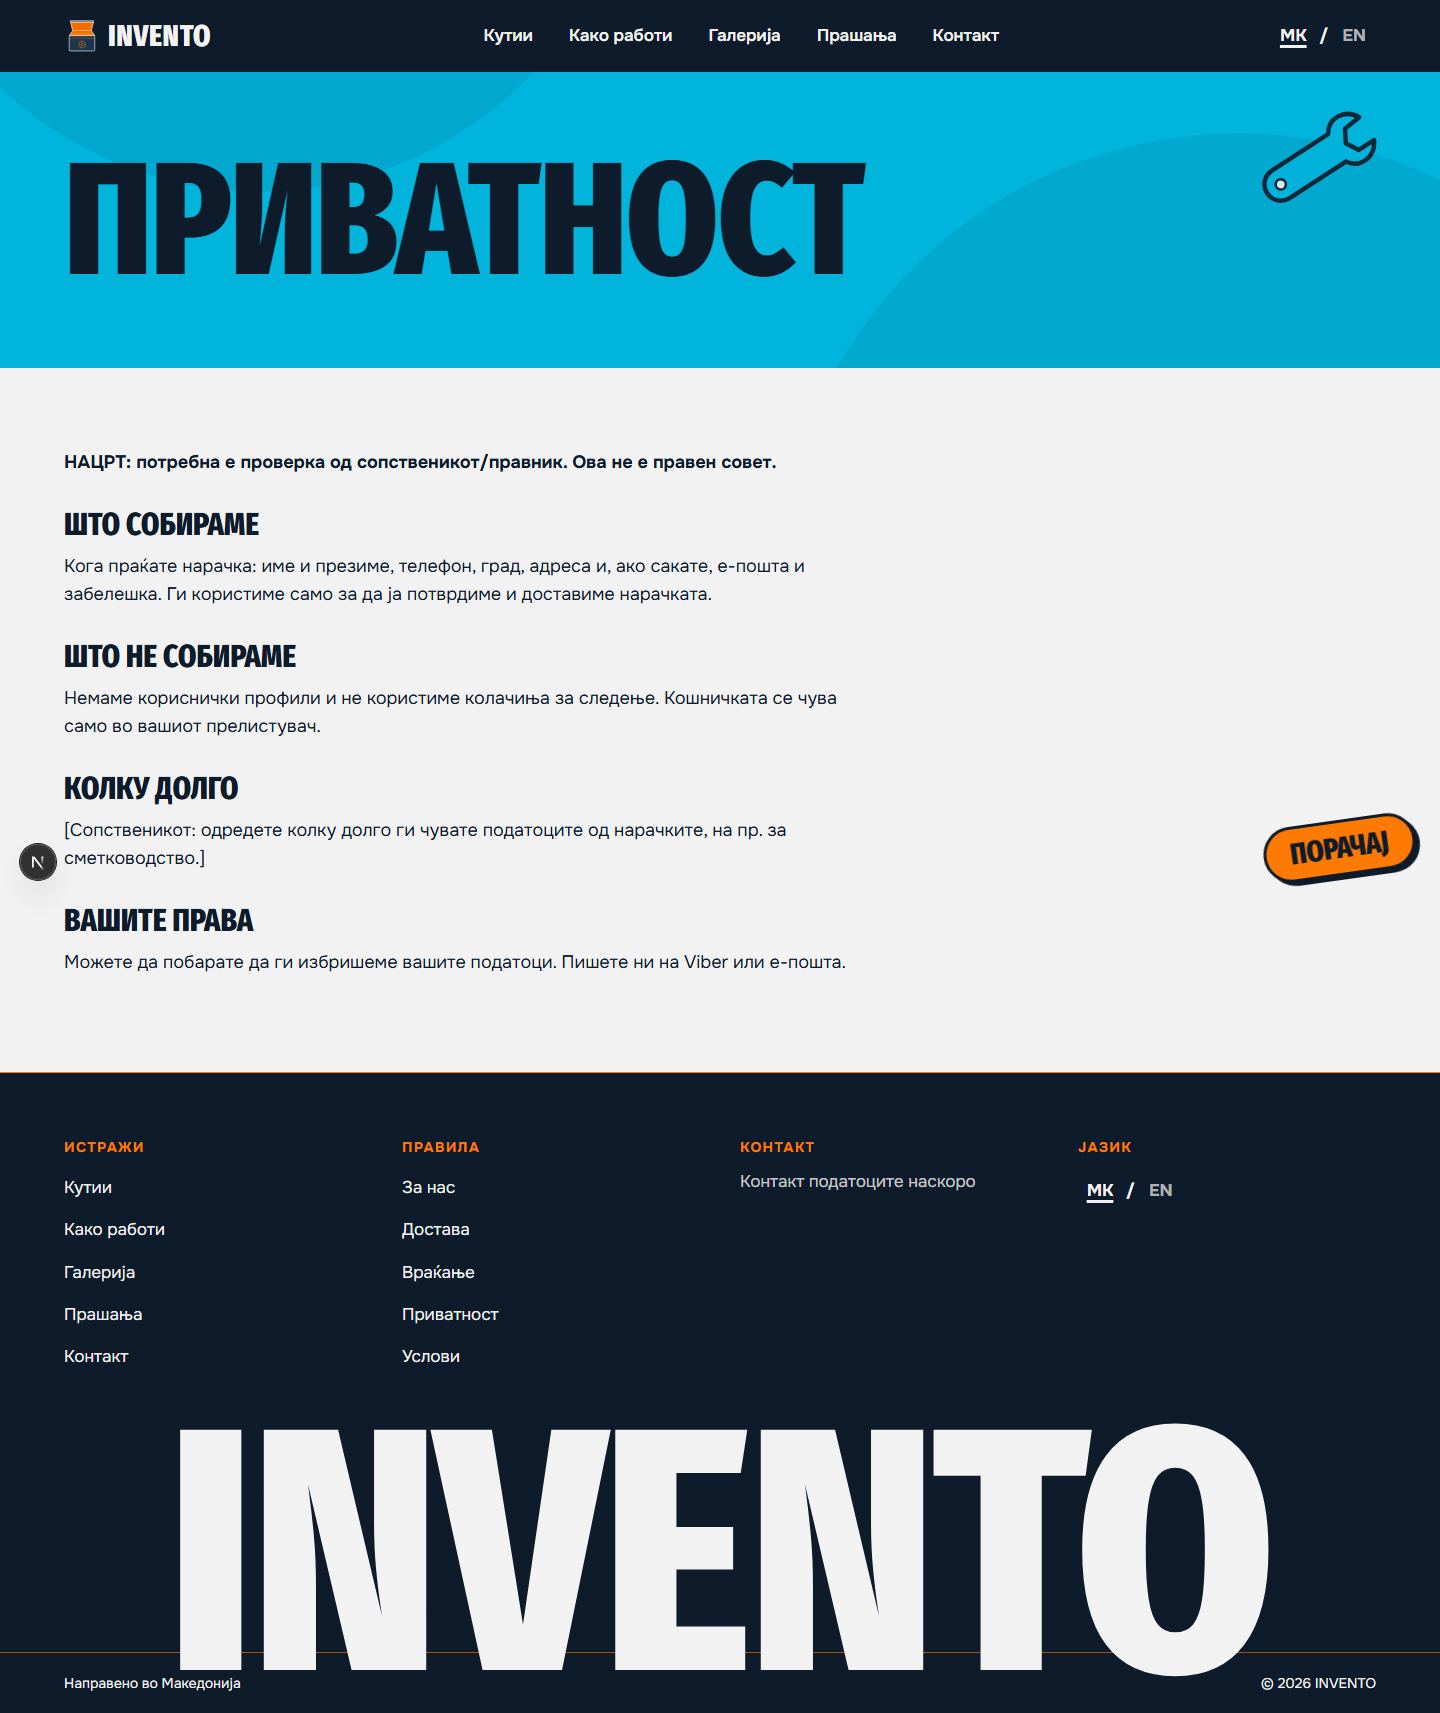 INVENTO
Кутии Како работи Галерија Прашања Контакт
MK / EN
ПРИВАТНОСТ
НАЦРТ: потребна е проверка од сопственикот/правник. Ова не е правен совет.
ШТО СОБИРАМЕ
Кога праќате нарачка: име и презиме, телефон, град, адреса и, ако сакате, е-пошта и
забелешка. Ги користиме само за да ја потврдиме и доставиме нарачката.
ШТО НЕ СОБИРАМЕ
Немаме кориснички профили и не користиме колачиња за следење. Кошничката се чува
само во вашиот прелистувач.
КОЛКУ ДОЛГО
[Сопственикот: одредете колку долго ги чувате податоците од нарачките, на пр. за
сметководство.]
N
ПОРАЧАЈ
ВАШИТЕ ПРАВА
Можете да побарате да ги избришеме вашите податоци. Пишете ни на Viber или е-пошта.
ИСТРАЖИ
Кутии
Како работи
Галерија
Прашања
Контакт
ПРАВИЛА
За нас
Достава
Враќање
Приватност
Услови
КОНТАКТ
Контакт податоците наскоро
ЈАЗИК
MK / EN
INVENTO
Направено во Македонија
© 2026 INVENTO